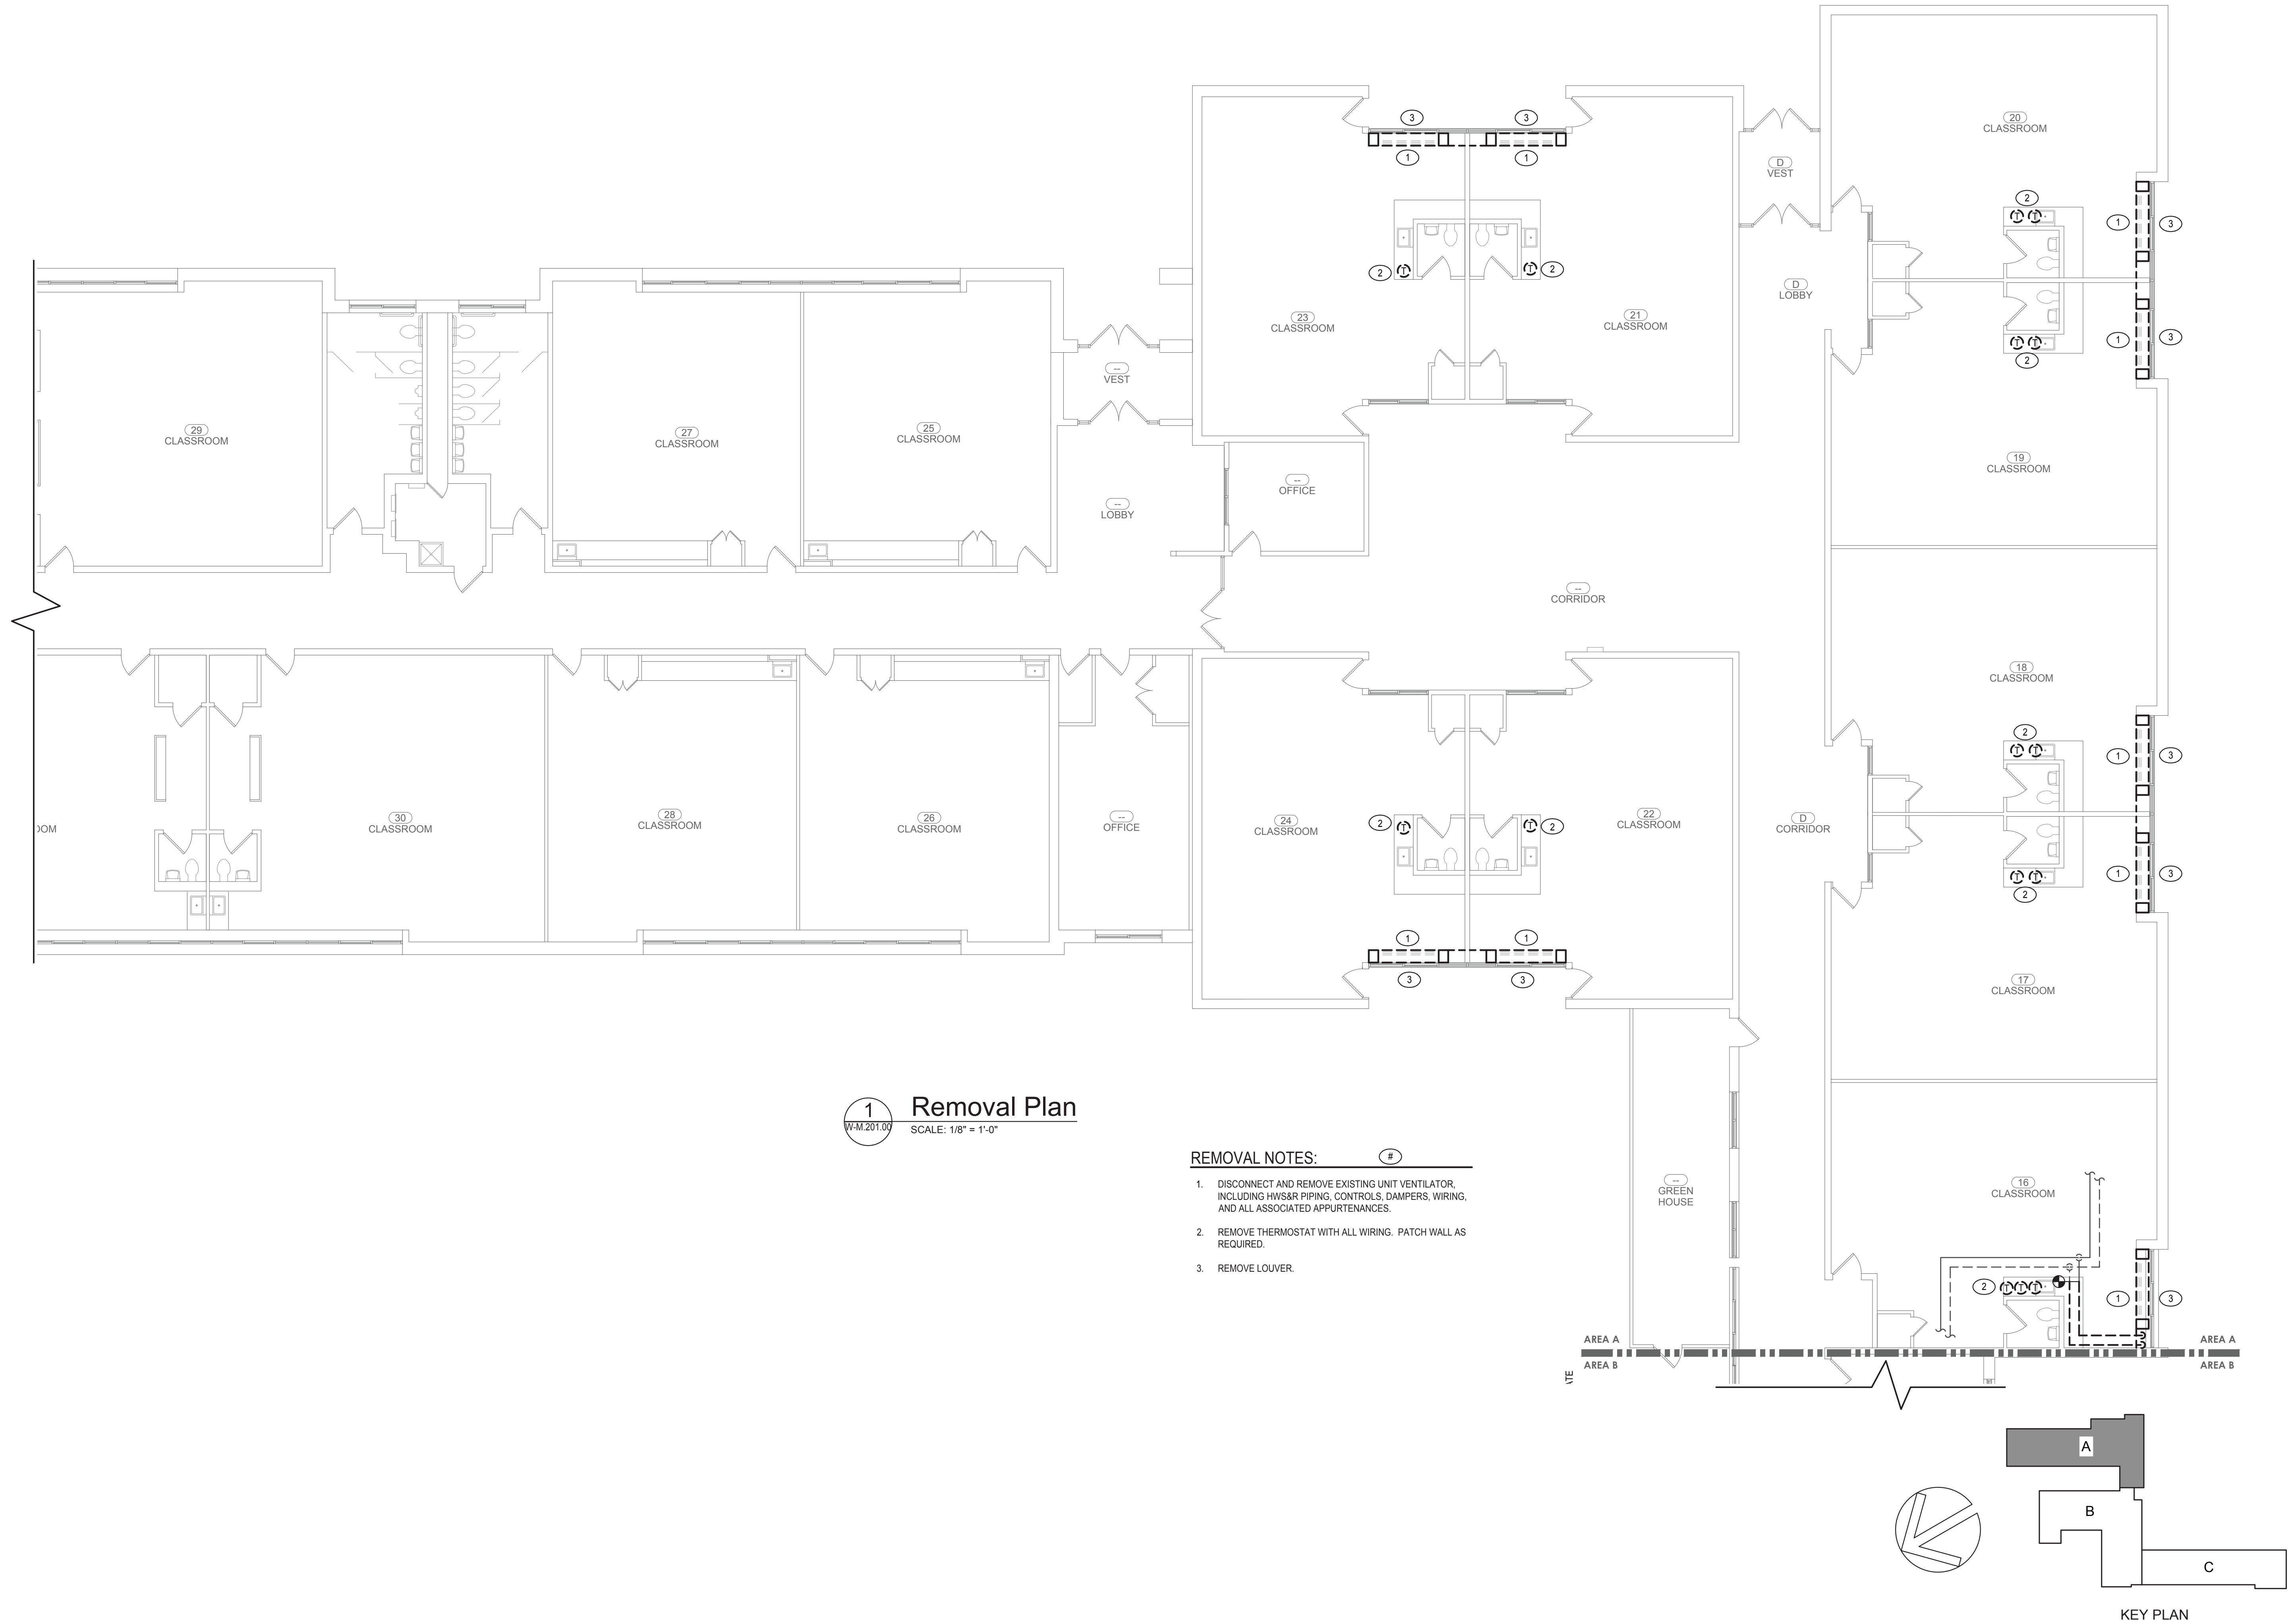 20
CLASSROOM
3
3
1
1
D
VEST
2
T
T
1
3
2
T
T
2
D
LOBBY
23
CLASSROOM
21
CLASSROOM
1
3
T
T
2
--
VEST
29
CLASSROOM
27
CLASSROOM
25
CLASSROOM
19
CLASSROOM
--
OFFICE
--
LOBBY
--
CORRIDOR
18
CLASSROOM
2
T
T
1
3
OOM
30
CLASSROOM
28
CLASSROOM
26
CLASSROOM
--
OFFICE
24
CLASSROOM
2
T
T
2
22
CLASSROOM
D
CORRIDOR
T
T
1
3
2
1
1
3
3
17
CLASSROOM
1
W-M.201.00
Removal Plan
SCALE: 1/8" = 1'-0"
REMOVAL NOTES:
#
1. DISCONNECT AND REMOVE EXISTING UNIT VENTILATOR,
INCLUDING HWS&R PIPING, CONTROLS, DAMPERS, WIRING,
AND ALL ASSOCIATED APPURTENANCES.
2. REMOVE THERMOSTAT WITH ALL WIRING. PATCH WALL AS
REQUIRED.
3. REMOVE LOUVER.
--
GREEN
HOUSE
16
CLASSROOM
2
T
T
T
1
3
AREA A
AREA A
AREA B
AREA B
A
B
C
KEY PLAN